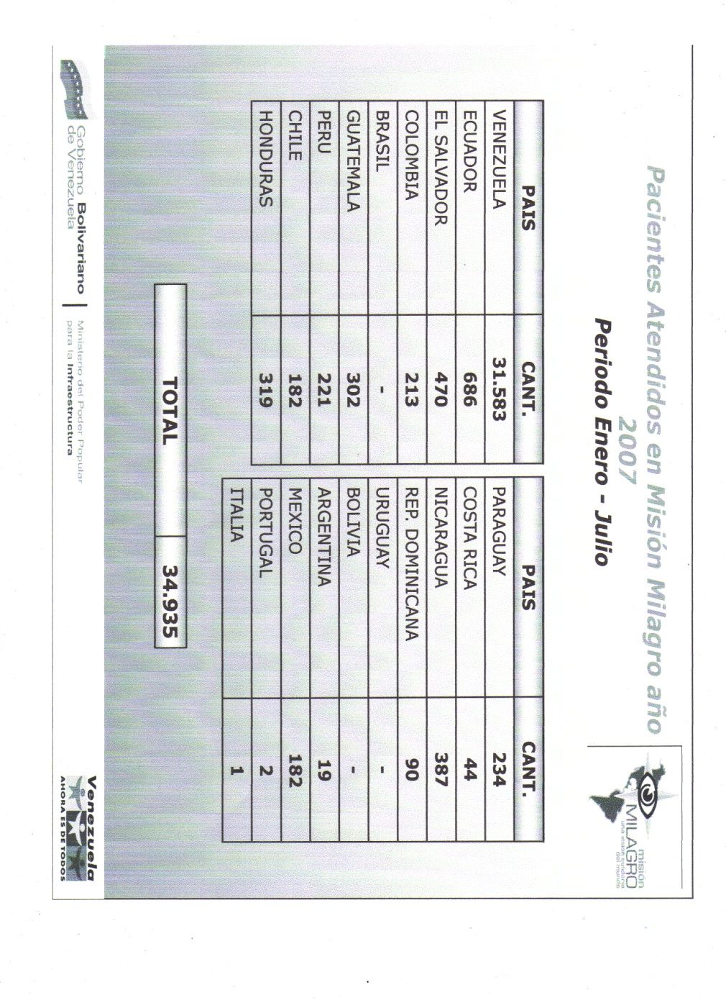 Pacientes Atendidos en Misión Milagro año
2007
Periodo Enero - Julio
misión
MILAGRO
una visión solidaria
del mundo
PAIS CANT.
VENEZUELA 31.583
ECUADOR 686
EL SALVADOR 470
COLOMBIA 213
BRASIL -
GUATEMALA 302
PERU 221
CHILE 182
HONDURAS 319
PAIS CANT.
PARAGUAY 234
COSTA RICA 44
NICARAGUA 387
REP. DOMINICANA 90
URUGUAY -
BOLIVIA -
ARGENTINA 19
MEXICO 182
PORTUGAL 2
ITALIA 1
TOTAL 34.935
Gobierno Bolivariano
de Venezuela
Ministerio del Poder Popular
para la Infraestructura
Venezuela
AHORA ES DE TODOS